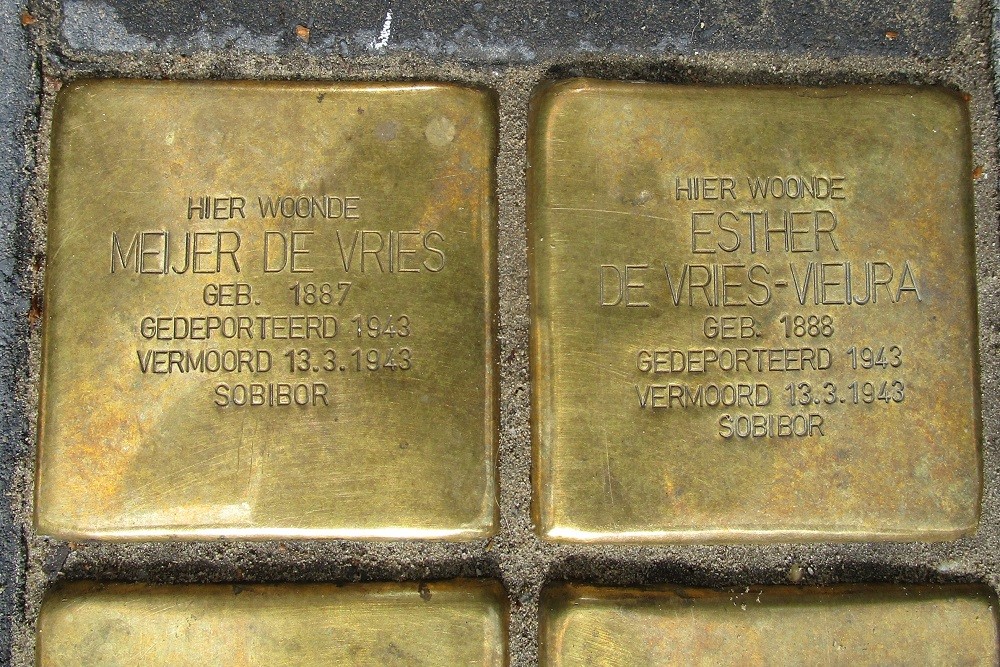 HIER WOONDE
MEIJER DE VRIES
GEB. 1887
GEDEPORTEERD 1943
VERMOORD 13.3.1943
SOBIBOR
HIER WOONDE
ESTHER
DE VRIES-VIEIJRA
GEB. 1888
GEDEPORTEERD 1943
VERMOORD 13.3.1943
SOBIBOR